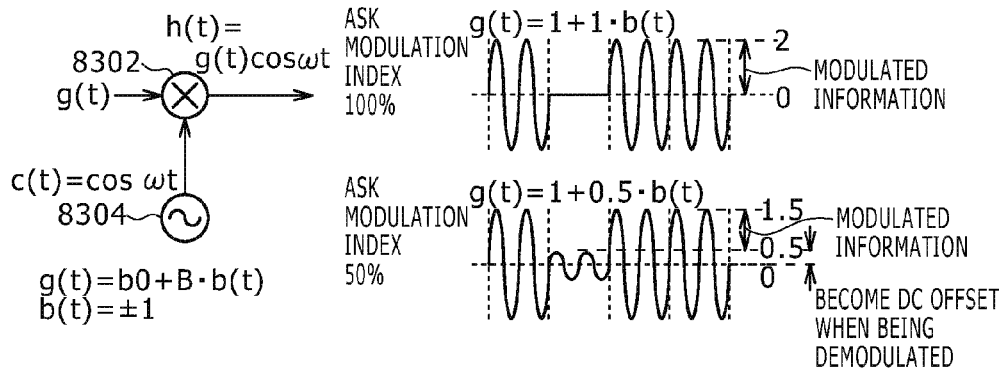 h(t)=
g(t)cosωt
8302
g(t)
c(t)=cos ωt
8304
g(t)=b0+B·b(t)
b(t)=±1
ASK
MODULATION
INDEX
100%
g(t)=1+1·b(t)
2
0
MODULATED
INFORMATION
ASK
MODULATION
INDEX
50%
g(t)=1+0.5·b(t)
1.5
0.5
0
MODULATED
INFORMATION
BECOME DC OFFSET
WHEN BEING
DEMODULATED